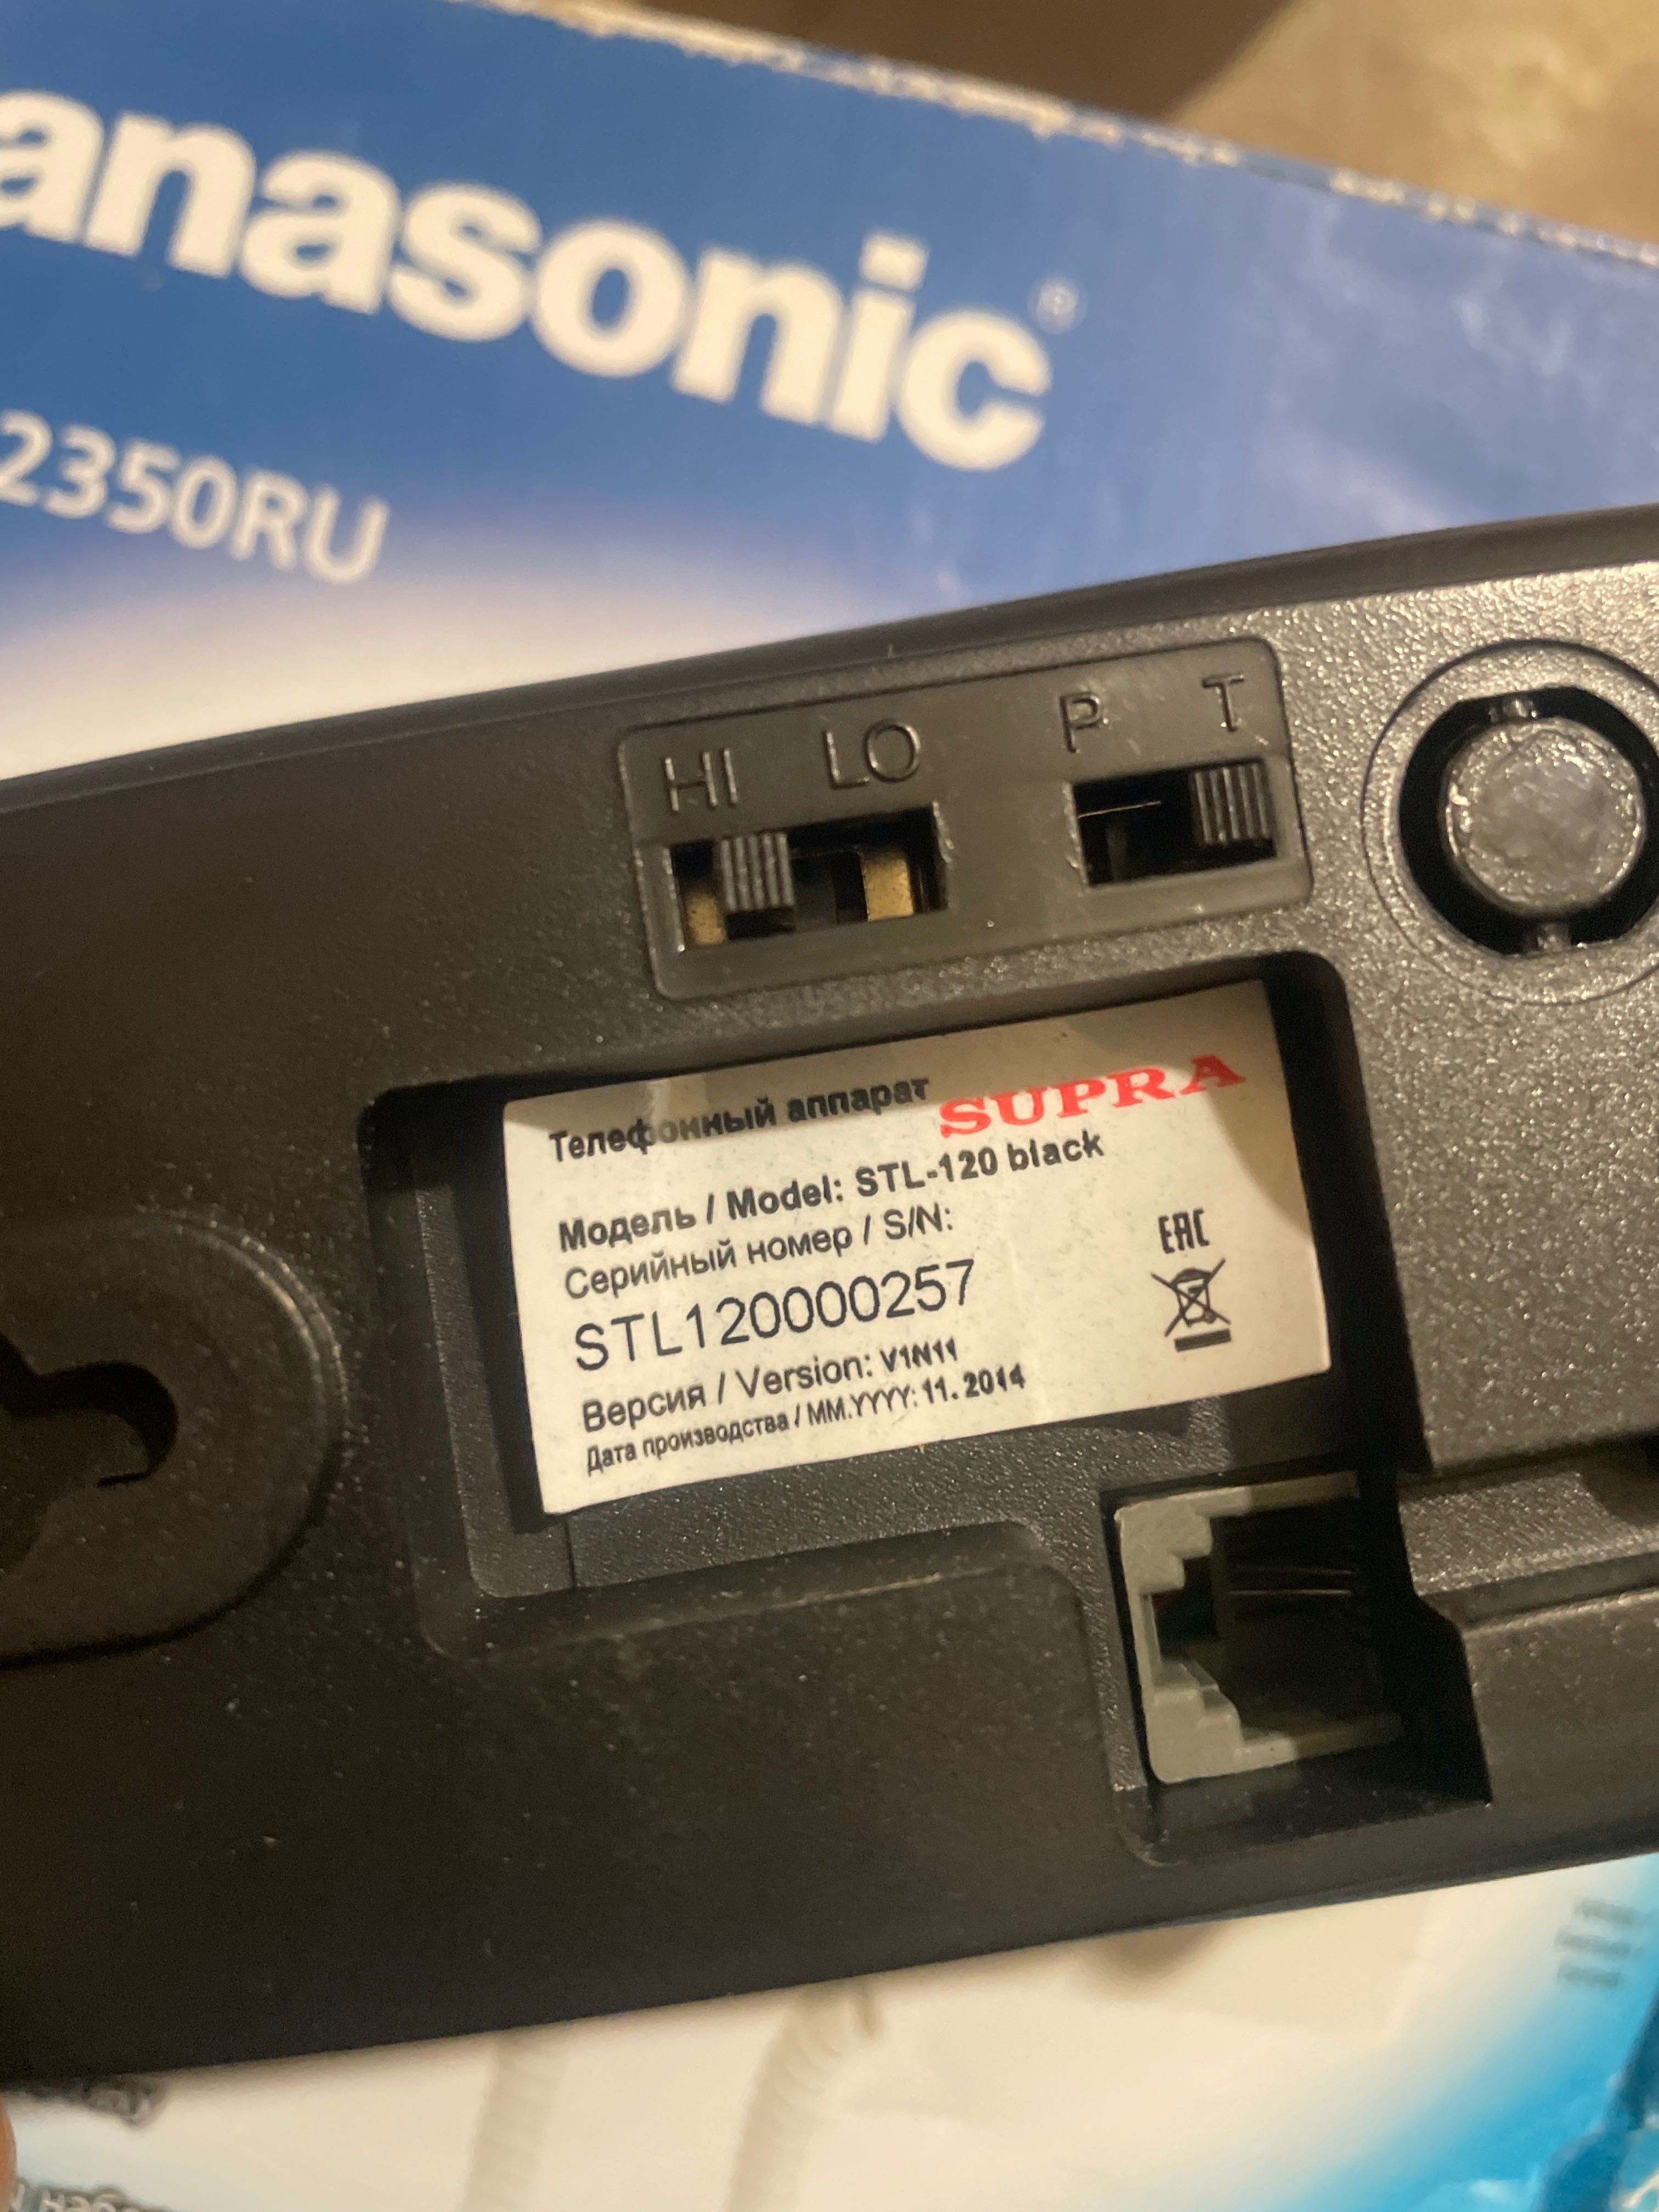 anasonic®
2350RU
HI LO P T
Телефонный аппарат SUPRA
Модель / Model: STL-120 black
Серийный номер / S/N:
STL120000257
EAC
Версия / Version: V1N11
Дата производства / MM.YYYY: 11.2014